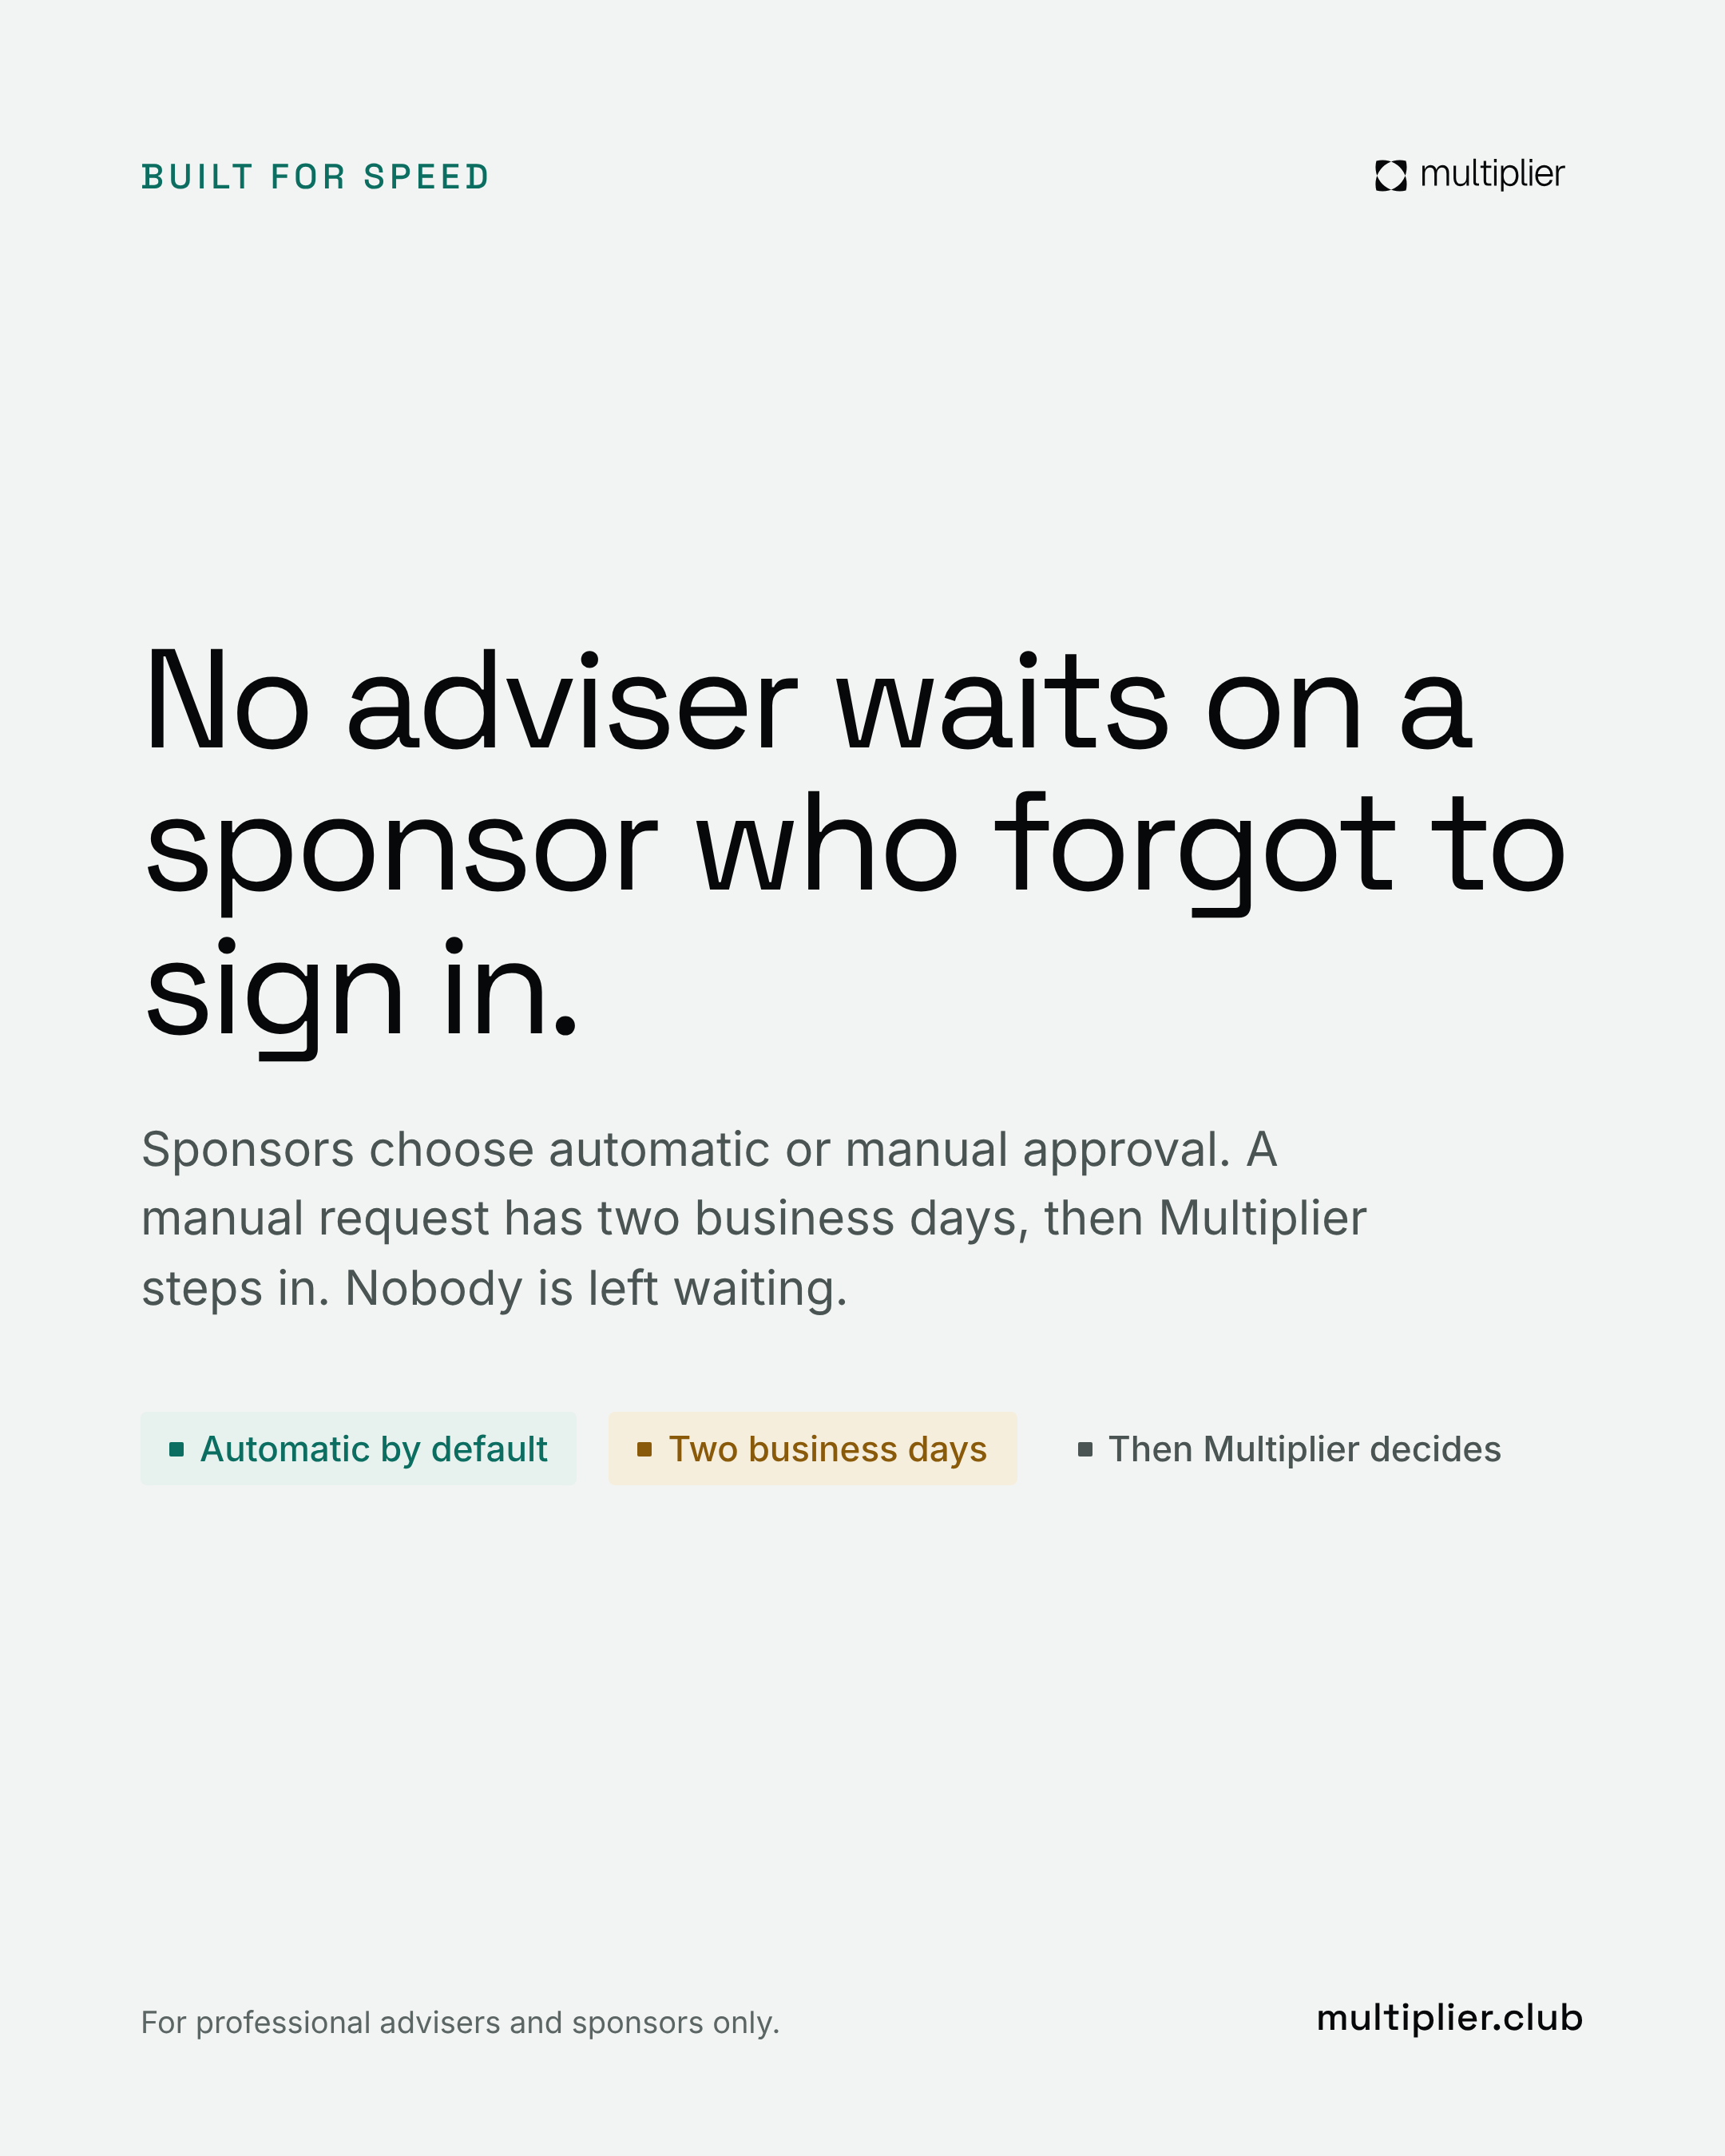 BUILT FOR SPEED
multiplier
No adviser waits on a
sponsor who forgot to
sign in.
Sponsors choose automatic or manual approval. A
manual request has two business days, then Multiplier
steps in. Nobody is left waiting.
Automatic by default
Two business days
Then Multiplier decides
For professional advisers and sponsors only.
multiplier.club